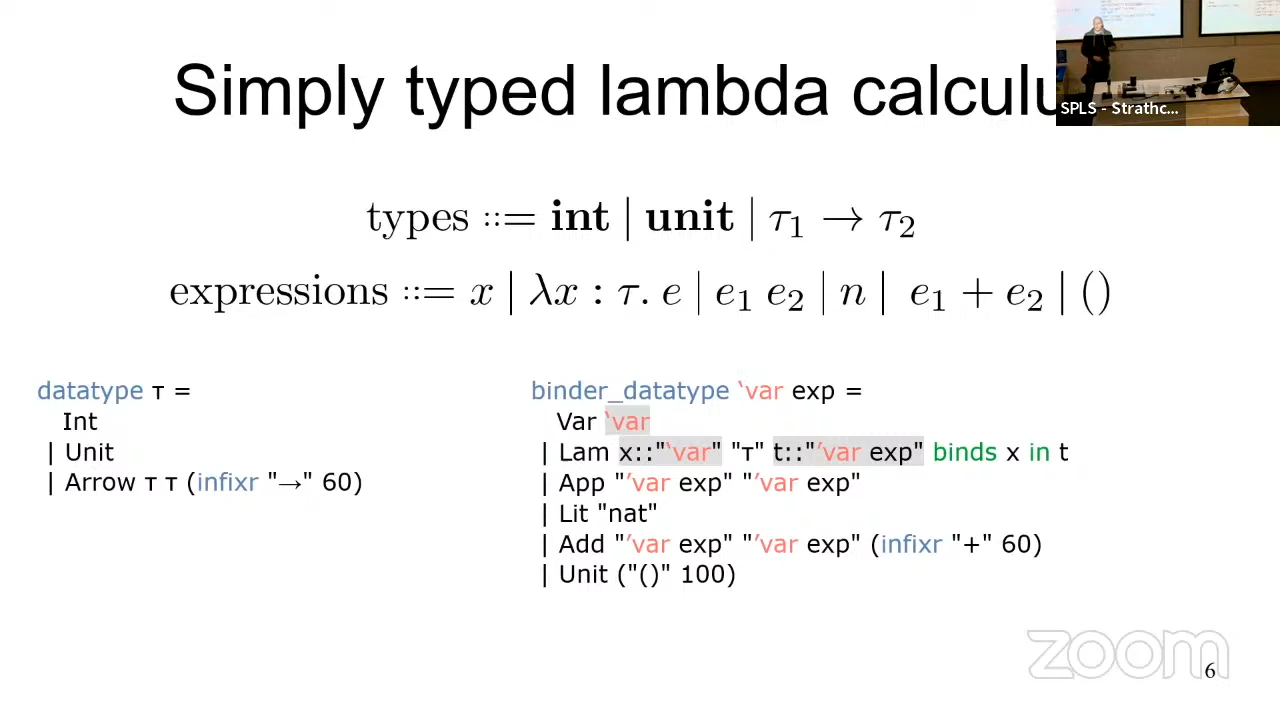 Simply typed lambda calculu
SPLS - Strathc...
types ::= int | unit | τ₁ → τ₂
expressions ::= x | λx : τ. e | e₁ e₂ | n | e₁ + e₂ | ()
datatype τ =
Int
| Unit
| Arrow τ τ (infixr "→" 60)
binder_datatype ‘var exp =
Var ‘var
| Lam x::"‘var" "τ" t::"’var exp" binds x in t
| App "’var exp" "’var exp"
| Lit "nat"
| Add "’var exp" "’var exp" (infixr "+" 60)
| Unit ("()" 100)
zoom
6